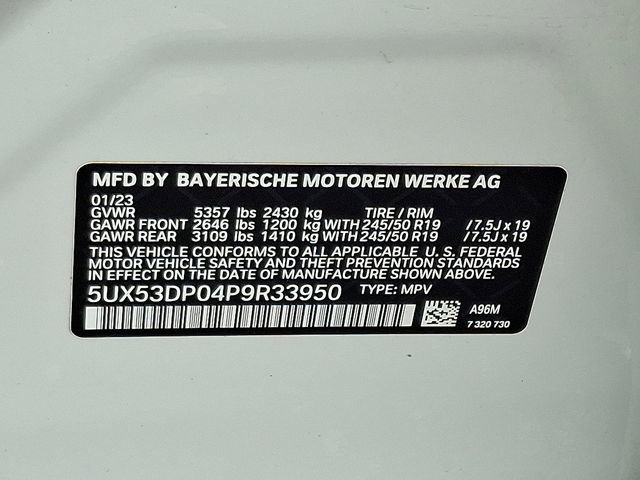 MFD BY BAYERISCHE MOTOREN WERKE AG
01/23
GVWR 5357 lbs 2430 kg TIRE / RIM
GAWR FRONT 2646 lbs 1200 kg WITH 245/50 R19 / 7.5J x 19
GAWR REAR 3109 lbs 1410 kg WITH 245/50 R19 / 7.5J x 19
THIS VEHICLE CONFORMS TO ALL APPLICABLE U.S. FEDERAL
MOTOR VEHICLE SAFETY AND THEFT PREVENTION STANDARDS
IN EFFECT ON THE DATE OF MANUFACTURE SHOWN ABOVE.
5UX53DP04P9R33950 TYPE: MPV
A96M
7 320 730